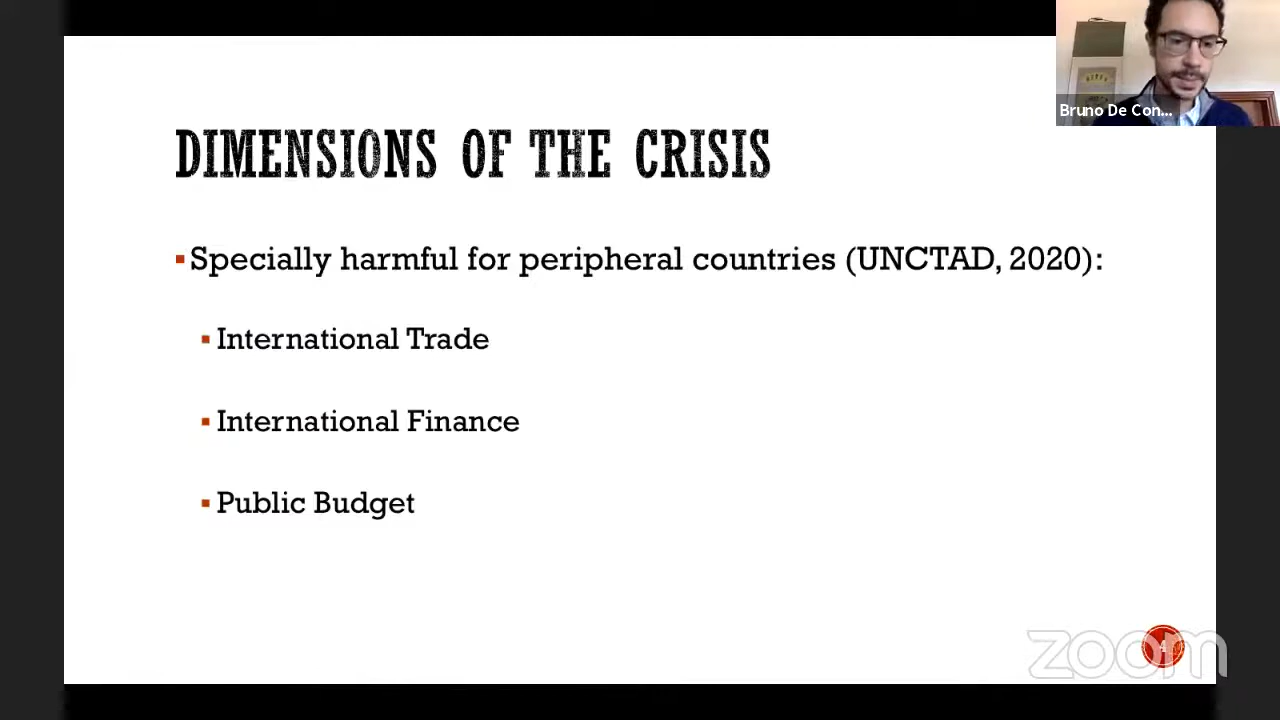 Bruno De Con...
DIMENSIONS OF THE CRISIS
▪Specially harmful for peripheral countries (UNCTAD, 2020):
▪International Trade
▪International Finance
▪Public Budget
4
zoom